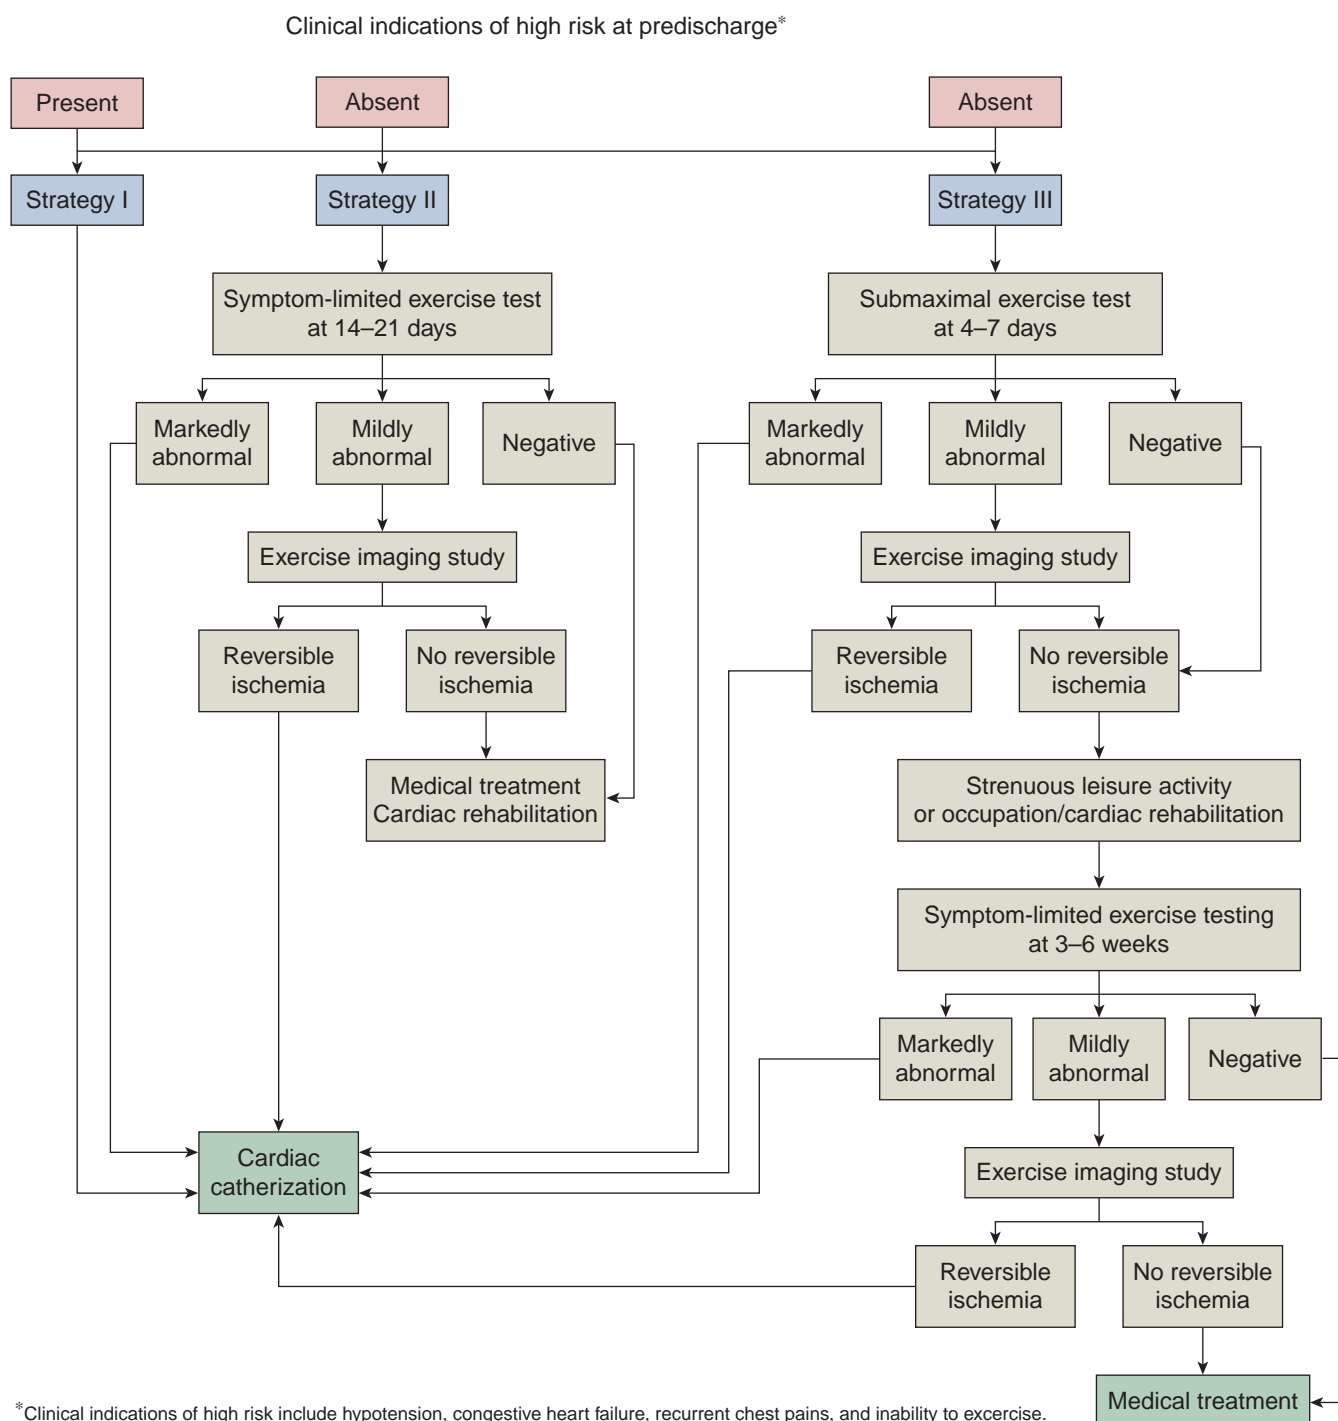 Clinical indications of high risk at predischarge*
Present
Absent
Absent
Strategy I
Strategy II
Strategy III
Symptom-limited exercise test
at 14–21 days
Submaximal exercise test
at 4–7 days
Markedly
abnormal
Mildly
abnormal
Negative
Markedly
abnormal
Mildly
abnormal
Negative
Exercise imaging study
Exercise imaging study
Reversible
ischemia
No reversible
ischemia
Reversible
ischemia
No reversible
ischemia
Medical treatment
Cardiac rehabilitation
Strenuous leisure activity
or occupation/cardiac rehabilitation
Symptom-limited exercise testing
at 3–6 weeks
Markedly
abnormal
Mildly
abnormal
Negative
Cardiac
catherization
Exercise imaging study
Reversible
ischemia
No reversible
ischemia
Medical treatment
*Clinical indications of high risk include hypotension, congestive heart failure, recurrent chest pains, and inability to excercise.